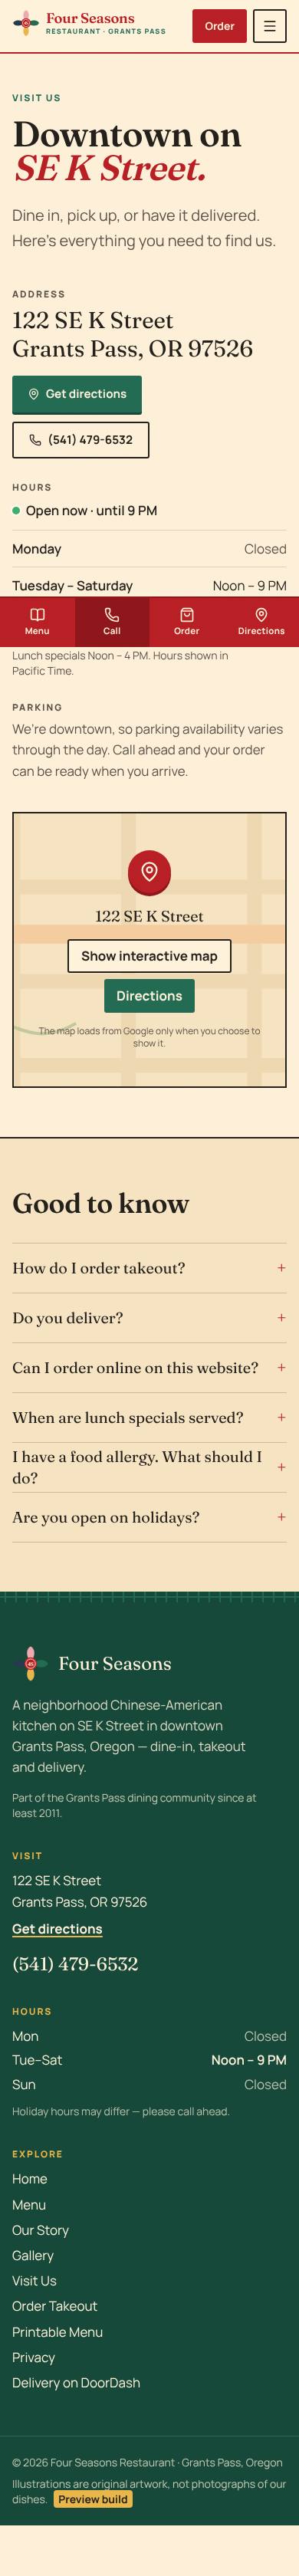 Four Seasons
RESTAURANT · GRANTS PASS
Order
VISIT US
Downtown on
SE K Street.
Dine in, pick up, or have it delivered.
Here's everything you need to find us.
ADDRESS
122 SE K Street
Grants Pass, OR 97526
Get directions
(541) 479-6532
HOURS
Open now · until 9 PM
Monday Closed
Tuesday – Saturday Noon – 9 PM
Menu Call Order Directions
Lunch specials Noon – 4 PM. Hours shown in
Pacific Time.
PARKING
We're downtown, so parking availability varies
through the day. Call ahead and your order
can be ready when you arrive.
122 SE K Street
Show interactive map
Directions
The map loads from Google only when you choose to
show it.
Good to know
How do I order takeout? +
Do you deliver? +
Can I order online on this website? +
When are lunch specials served? +
I have a food allergy. What should I
do? +
Are you open on holidays? +
Four Seasons
A neighborhood Chinese-American
kitchen on SE K Street in downtown
Grants Pass, Oregon — dine-in, takeout
and delivery.
Part of the Grants Pass dining community since at
least 2011.
VISIT
122 SE K Street
Grants Pass, OR 97526
Get directions
(541) 479-6532
HOURS
Mon Closed
Tue–Sat Noon – 9 PM
Sun Closed
Holiday hours may differ — please call ahead.
EXPLORE
Home
Menu
Our Story
Gallery
Visit Us
Order Takeout
Printable Menu
Privacy
Delivery on DoorDash
© 2026 Four Seasons Restaurant · Grants Pass, Oregon
Illustrations are original artwork, not photographs of our
dishes. Preview build